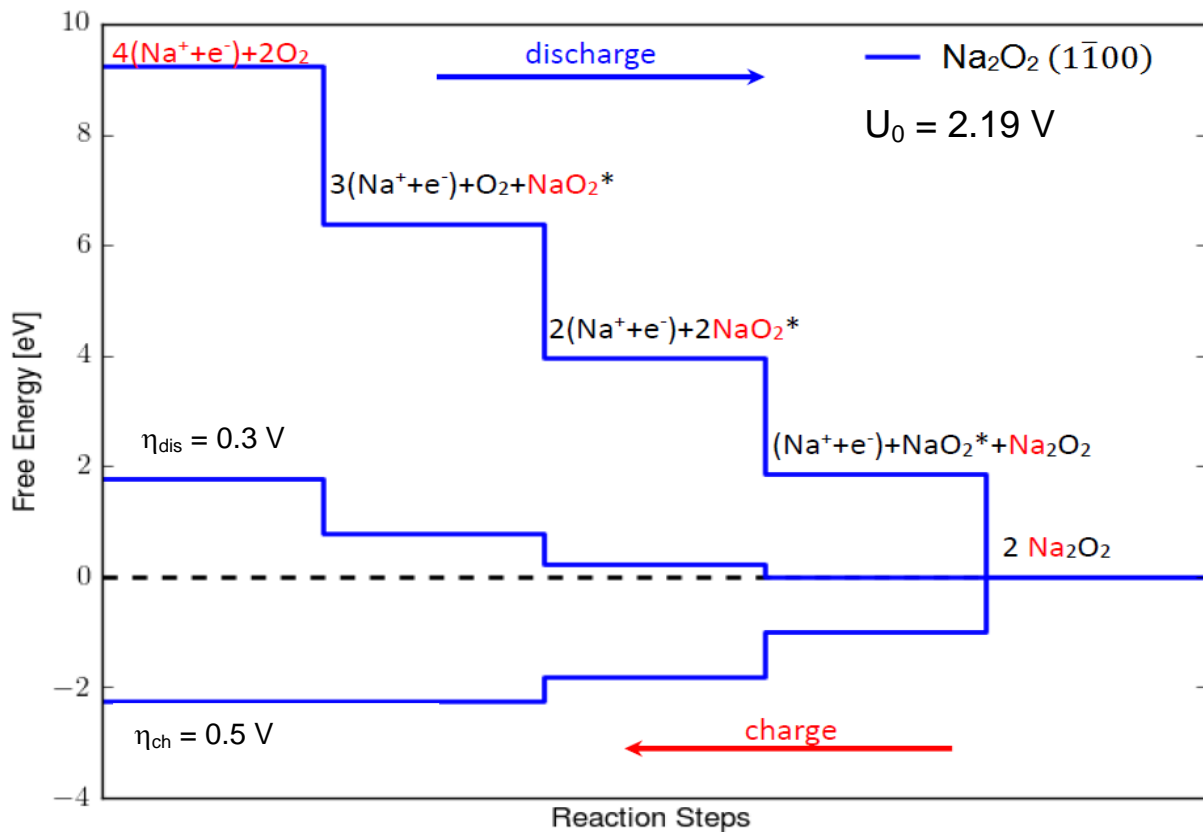 10
4(Na⁺+e⁻)+2O₂
discharge
Na₂O₂ (11̄00)
U₀ = 2.19 V
8
3(Na⁺+e⁻)+O₂+NaO₂*
6
2(Na⁺+e⁻)+2NaO₂*
4
Free Energy [eV]
η_dis = 0.3 V
(Na⁺+e⁻)+NaO₂*+Na₂O₂
2
2 Na₂O₂
0
−2
η_ch = 0.5 V
charge
−4
Reaction Steps